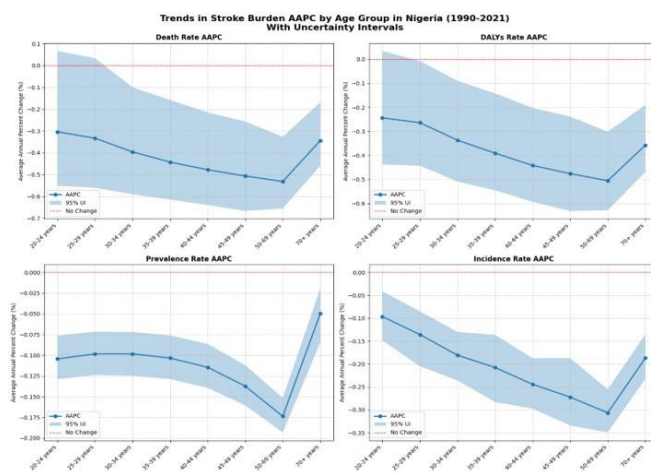 Trends in Stroke Burden AAPC by Age Group in Nigeria (1990-2021)
With Uncertainty Intervals
Death Rate AAPC
Average Annual Percent Change (%)
0.1
0.0
−0.1
−0.2
−0.3
−0.4
−0.5
−0.6
−0.7
AAPC
95% UI
No Change
20-24 years
25-29 years
30-34 years
35-39 years
40-44 years
45-49 years
50-69 years
70+ years
DALYs Rate AAPC
Average Annual Percent Change (%)
0.0
−0.1
−0.2
−0.3
−0.4
−0.5
−0.6
AAPC
95% UI
No Change
20-24 years
25-29 years
30-34 years
35-39 years
40-44 years
45-49 years
50-69 years
70+ years
Prevalence Rate AAPC
Average Annual Percent Change (%)
0.000
−0.025
−0.050
−0.075
−0.100
−0.125
−0.150
−0.175
−0.200
AAPC
95% UI
No Change
20-24 years
25-29 years
30-34 years
35-39 years
40-44 years
45-49 years
50-69 years
70+ years
Incidence Rate AAPC
Average Annual Percent Change (%)
0.00
−0.05
−0.10
−0.15
−0.20
−0.25
−0.30
−0.35
AAPC
95% UI
No Change
20-24 years
25-29 years
30-34 years
35-39 years
40-44 years
45-49 years
50-69 years
70+ years